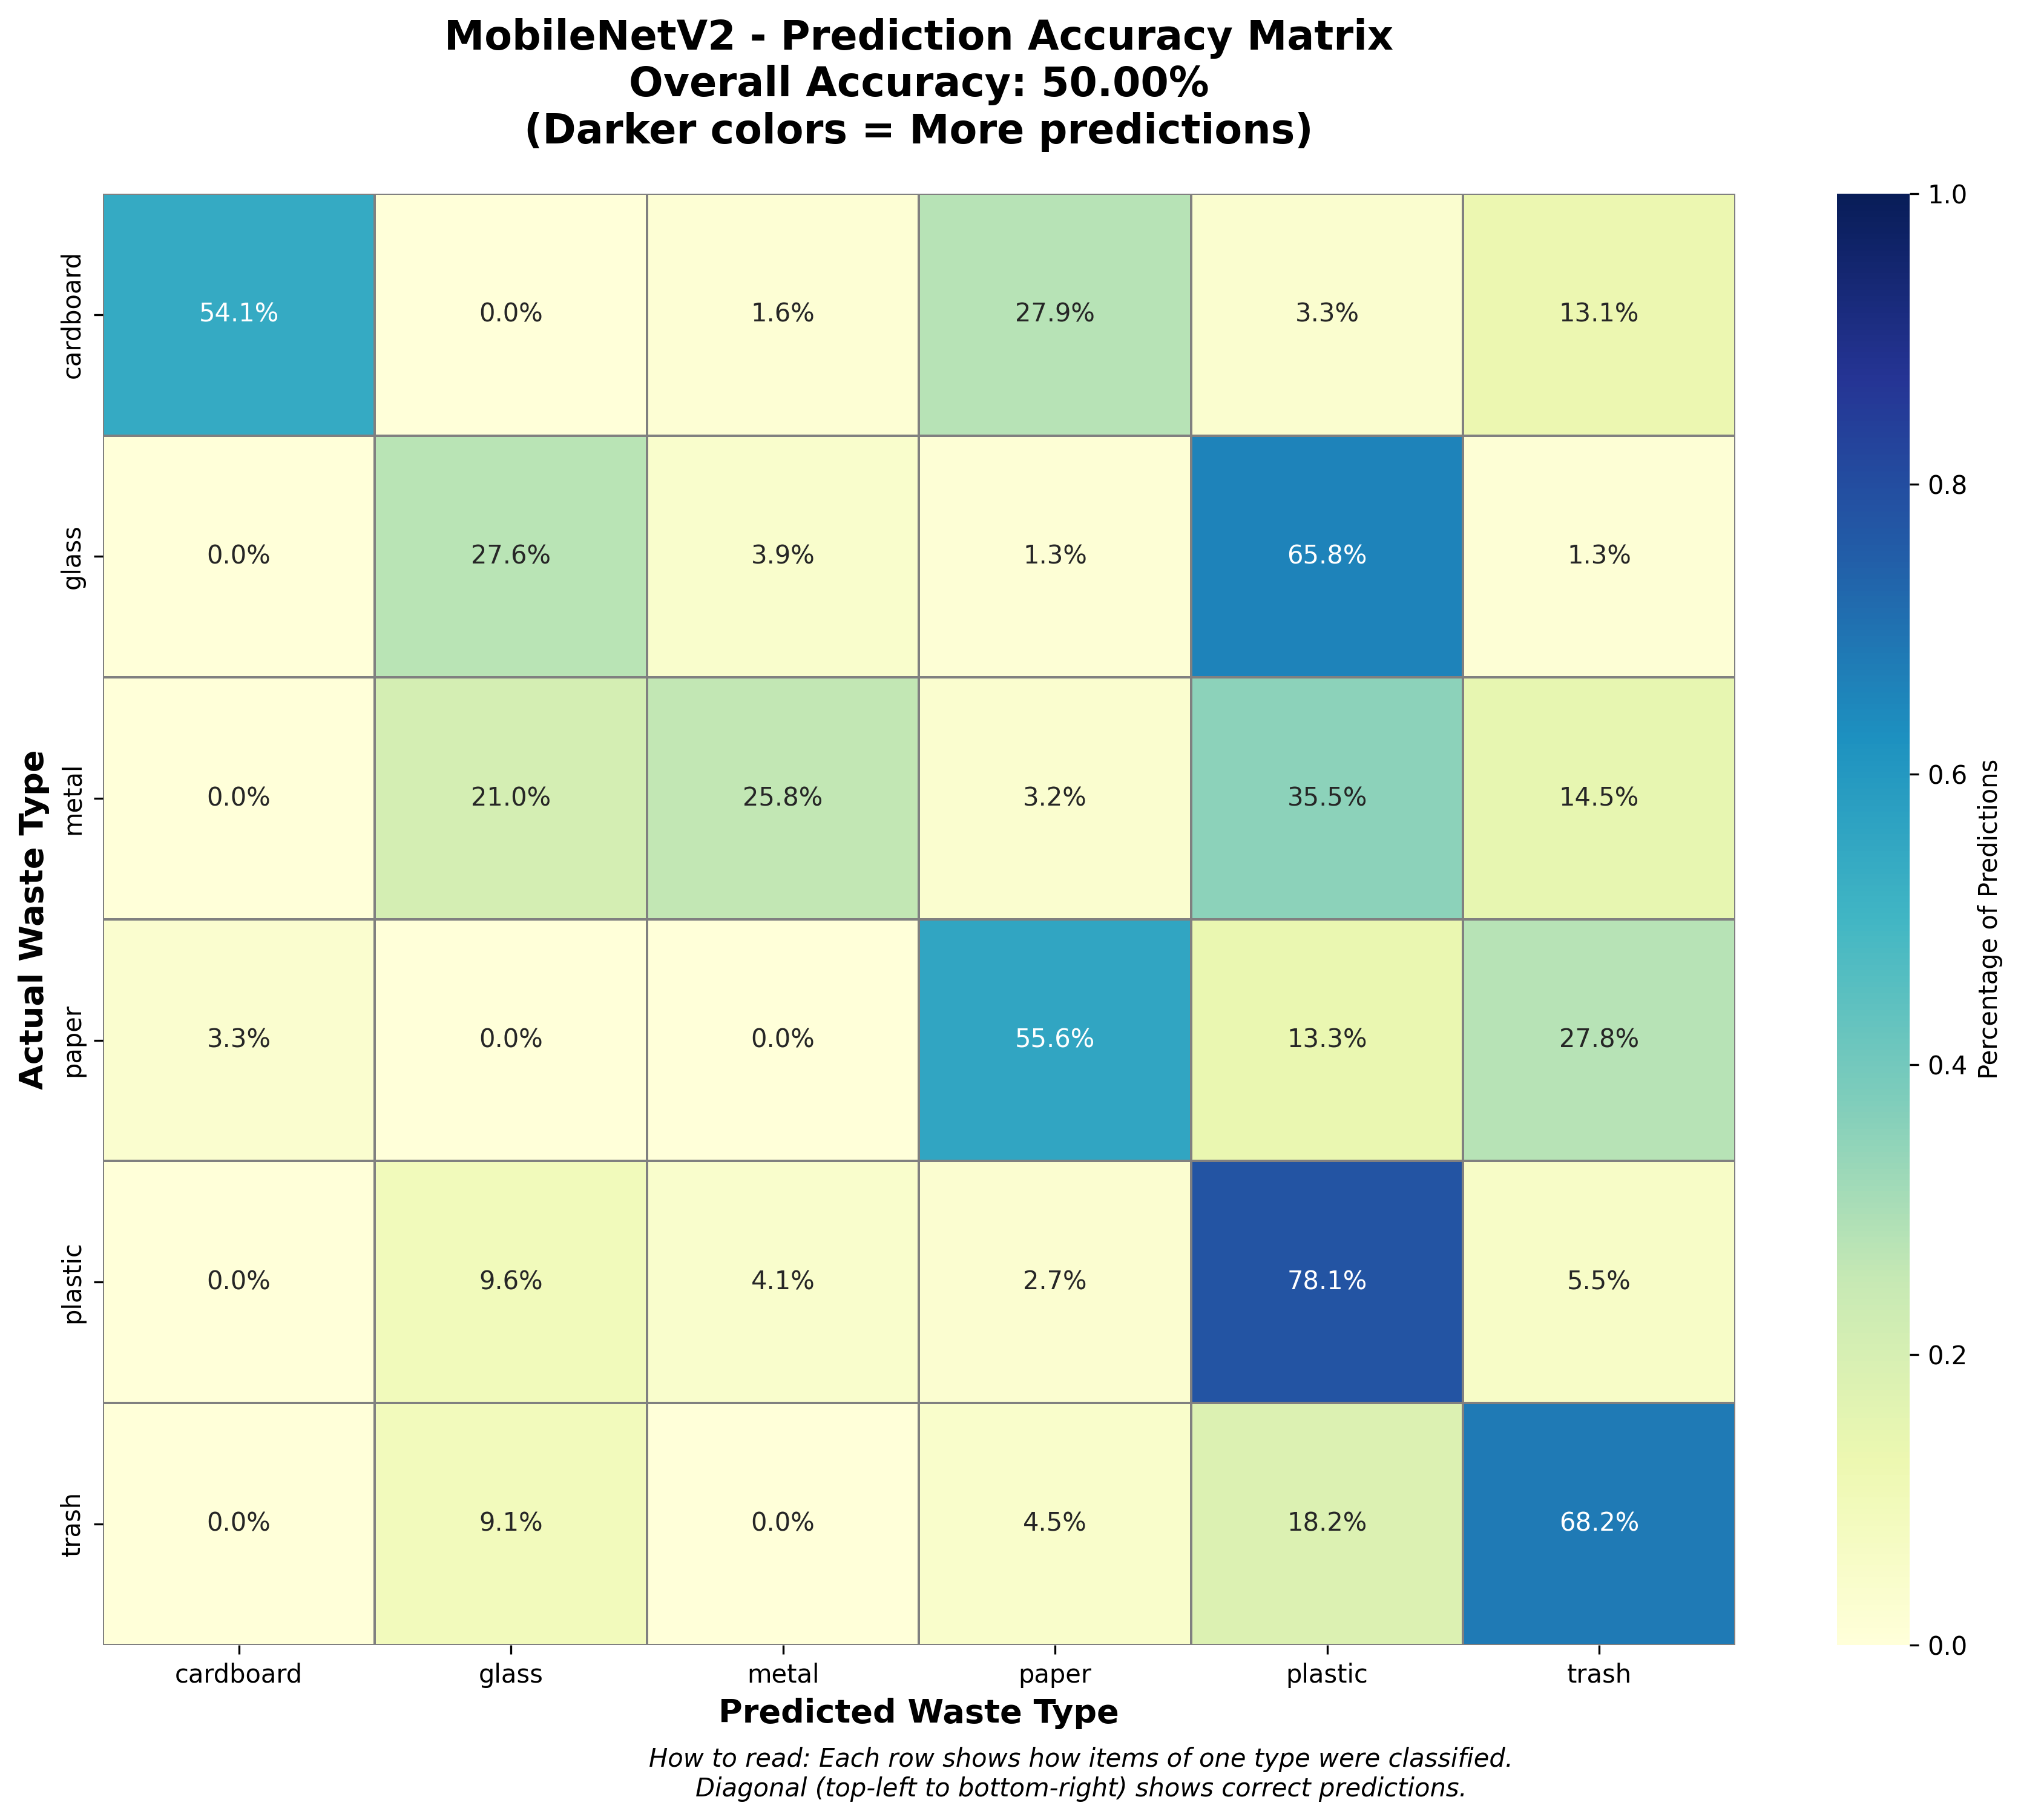 MobileNetV2 - Prediction Accuracy Matrix
Overall Accuracy: 50.00%
(Darker colors = More predictions)
Actual Waste Type
cardboard 54.1% 0.0% 1.6% 27.9% 3.3% 13.1%
glass 0.0% 27.6% 3.9% 1.3% 65.8% 1.3%
metal 0.0% 21.0% 25.8% 3.2% 35.5% 14.5%
paper 3.3% 0.0% 0.0% 55.6% 13.3% 27.8%
plastic 0.0% 9.6% 4.1% 2.7% 78.1% 5.5%
trash 0.0% 9.1% 0.0% 4.5% 18.2% 68.2%
cardboard glass metal paper plastic trash
Predicted Waste Type
How to read: Each row shows how items of one type were classified.
Diagonal (top-left to bottom-right) shows correct predictions.
1.0
0.8
0.6
0.4
0.2
0.0
Percentage of Predictions